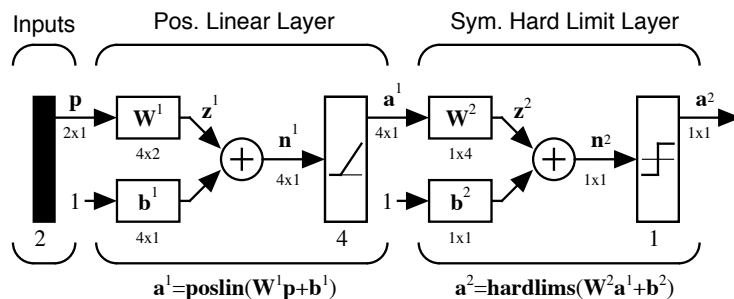 Inputs Pos. Linear Layer Sym. Hard Limit Layer
p W¹ z¹ n¹ a¹ W² z² n² a²
2x1 4x2 4x1 4x1 1x4 1x1 1x1
1 b¹ 1 b²
2 4x1 4 1x1 1
a¹=poslin(W¹p+b¹) a²=hardlims(W²a¹+b²)